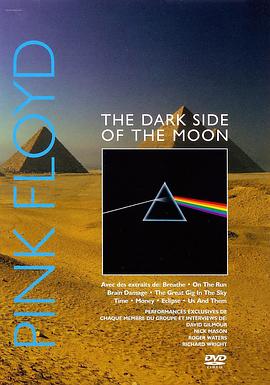 PINK FLOYD
THE DARK SIDE
OF THE MOON
Avec des extraits de: Breathe • On The Run
Brain Damage • The Great Gig In The Sky
Time • Money • Eclipse • Us And Them
PERFORMANCES EXCLUSIVES DE
CHAQUE MEMBRE DU GROUPE ET INTERVIEWS DE:
DAVID GILMOUR
NICK MASON
ROGER WATERS
RICHARD WRIGHT
DVD
VIDEO